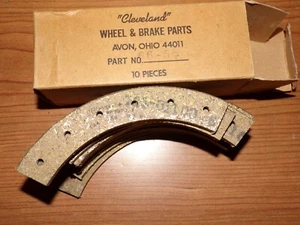 "Cleveland"
WHEEL & BRAKE PARTS
AVON, OHIO 44011
PART NO.
10 PIECES